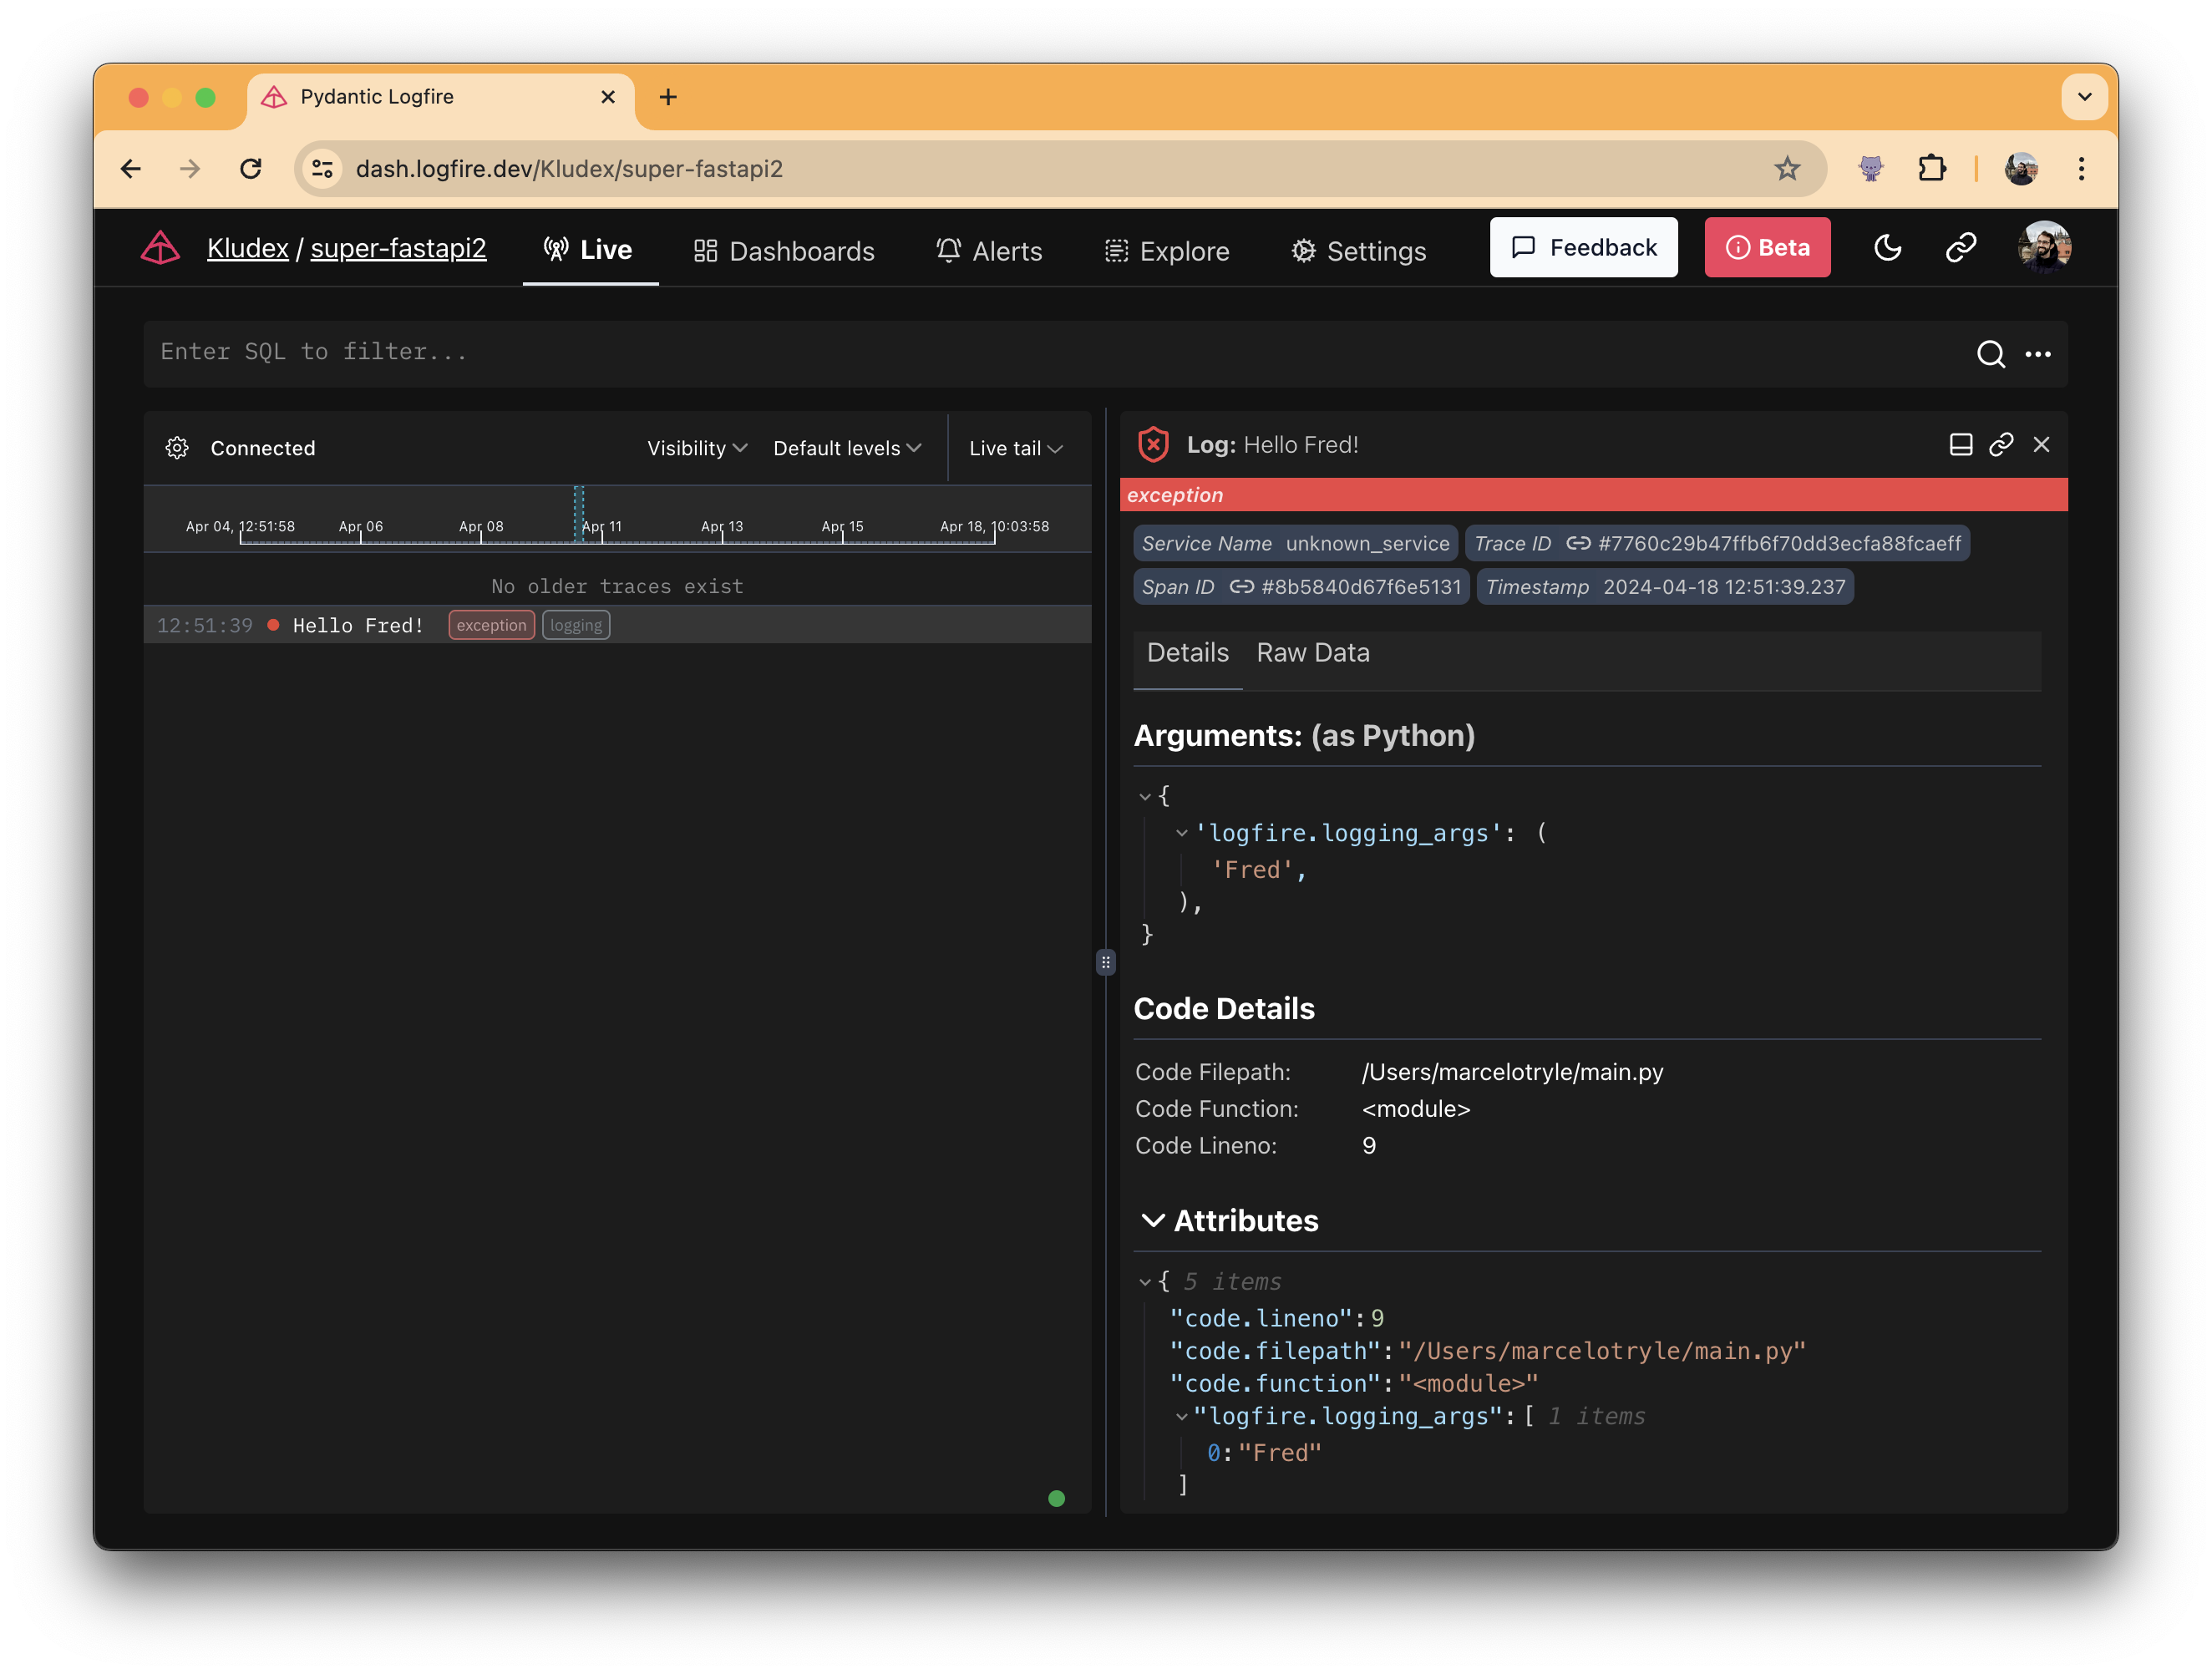 Pydantic Logfire
dash.logfire.dev/Kludex/super-fastapi2
Kludex / super-fastapi2
Live
Dashboards
Alerts
Explore
Settings
Feedback
Beta
Enter SQL to filter...
Connected
Visibility
Default levels
Live tail
Apr 04, 12:51:58
Apr 06
Apr 08
Apr 11
Apr 13
Apr 15
Apr 18, 10:03:58
No older traces exist
12:51:39 Hello Fred! exception logging
Log: Hello Fred!
exception
Service Name unknown_service Trace ID #7760c29b47ffb6f70dd3ecfa88fcaeff
Span ID #8b5840d67f6e5131 Timestamp 2024-04-18 12:51:39.237
Details Raw Data
Arguments: (as Python)
{
'logfire.logging_args': (
'Fred',
),
}
Code Details
Code Filepath: /Users/marcelotryle/main.py
Code Function: <module>
Code Lineno: 9
Attributes
{ 5 items
"code.lineno":9
"code.filepath":"/Users/marcelotryle/main.py"
"code.function":"<module>"
"logfire.logging_args":[ 1 items
0:"Fred"
]